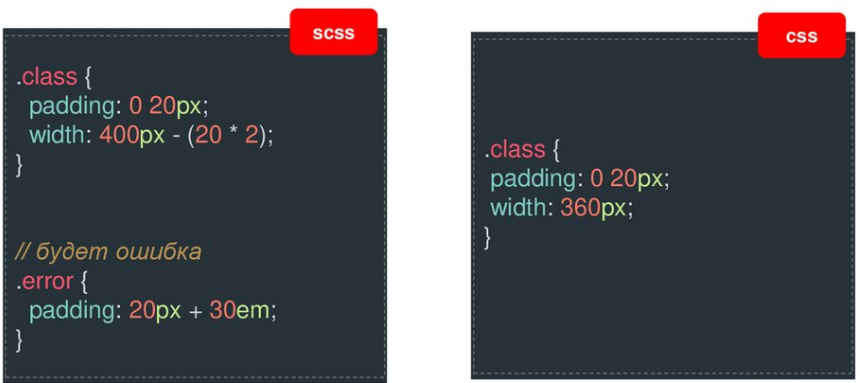 scss
.class {
padding: 0 20px;
width: 400px - (20 * 2);
}
// будет ошибка
.error {
padding: 20px + 30em;
}
css
.class {
padding: 0 20px;
width: 360px;
}